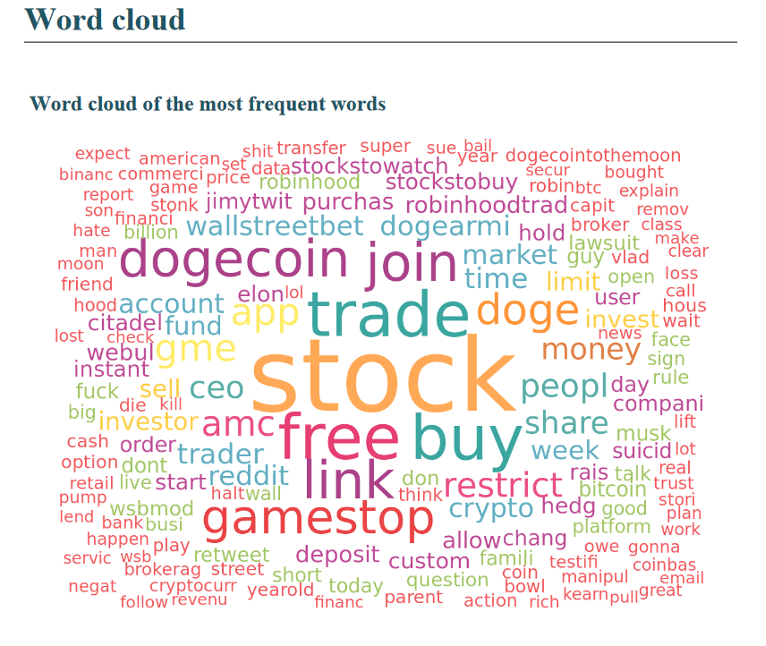 Word cloud
Word cloud of the most frequent words
expect american set shit transfer super sue bail year dogecointothemoon
binanc commerci price data stockstowatch secur bought
report game robinhood stockstobuy robin btc explain
son stonk jimytwit purchas robinhoodtrad capit remov
financi
hate billion wallstreetbet dogearmi hold broker class
man dogecoin join market guy lawsuit vlad make clear
moon time limit open loss
friend elon lol user call
hood account app trade doge invest hous wait
citadel fund news
lost check webul gme stock money face sign
instant rule
fuck sell ceo peopl day
big die kill compani
investor amc free buy share musk lift
cash order trader week suicid lot
option dont reddit link don restrict rais talk real
retail live start bitcoin trust
pump halt wall think stori
lend wsbmod gamestop crypto hedg good plan
bank busi platform work
happen play allow chang owe gonna
servic wsb retweet deposit custom famili testifi coinbas
brokerag street short question coin manipul email
negat cryptocurr yearold today bowl kearn pull great
follow revenu financ parent action rich